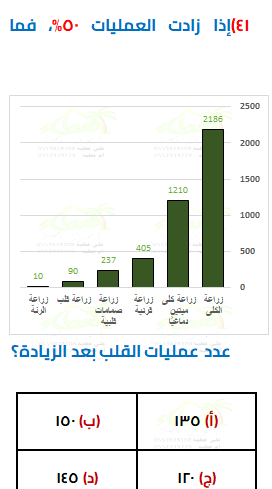 ٤١)إذا زادت العمليات ٥٠%، فما
2500
2000
1500
1000
500
0
2186
1210
405
237
90
10
زراعة الكلى
زراعة كلى ميتين دماغيا
زراعة قرنية
زراعة صمامات قلبية
زراعة قلب
زراعة الرئة
عدد عمليات القلب بعد الزيادة؟
(أ) ١٣٥
(ب) ١٥٠
(ج) ١٢٠
(د) ١٤٥